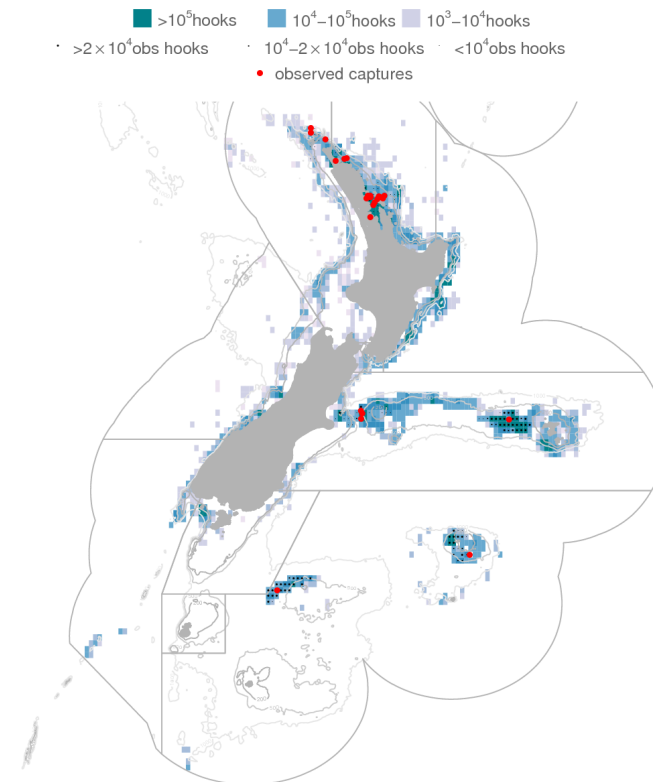 >10⁵hooks 10⁴–10⁵hooks 10³–10⁴hooks
>2×10⁴obs hooks 10⁴–2×10⁴obs hooks <10⁴obs hooks
observed captures